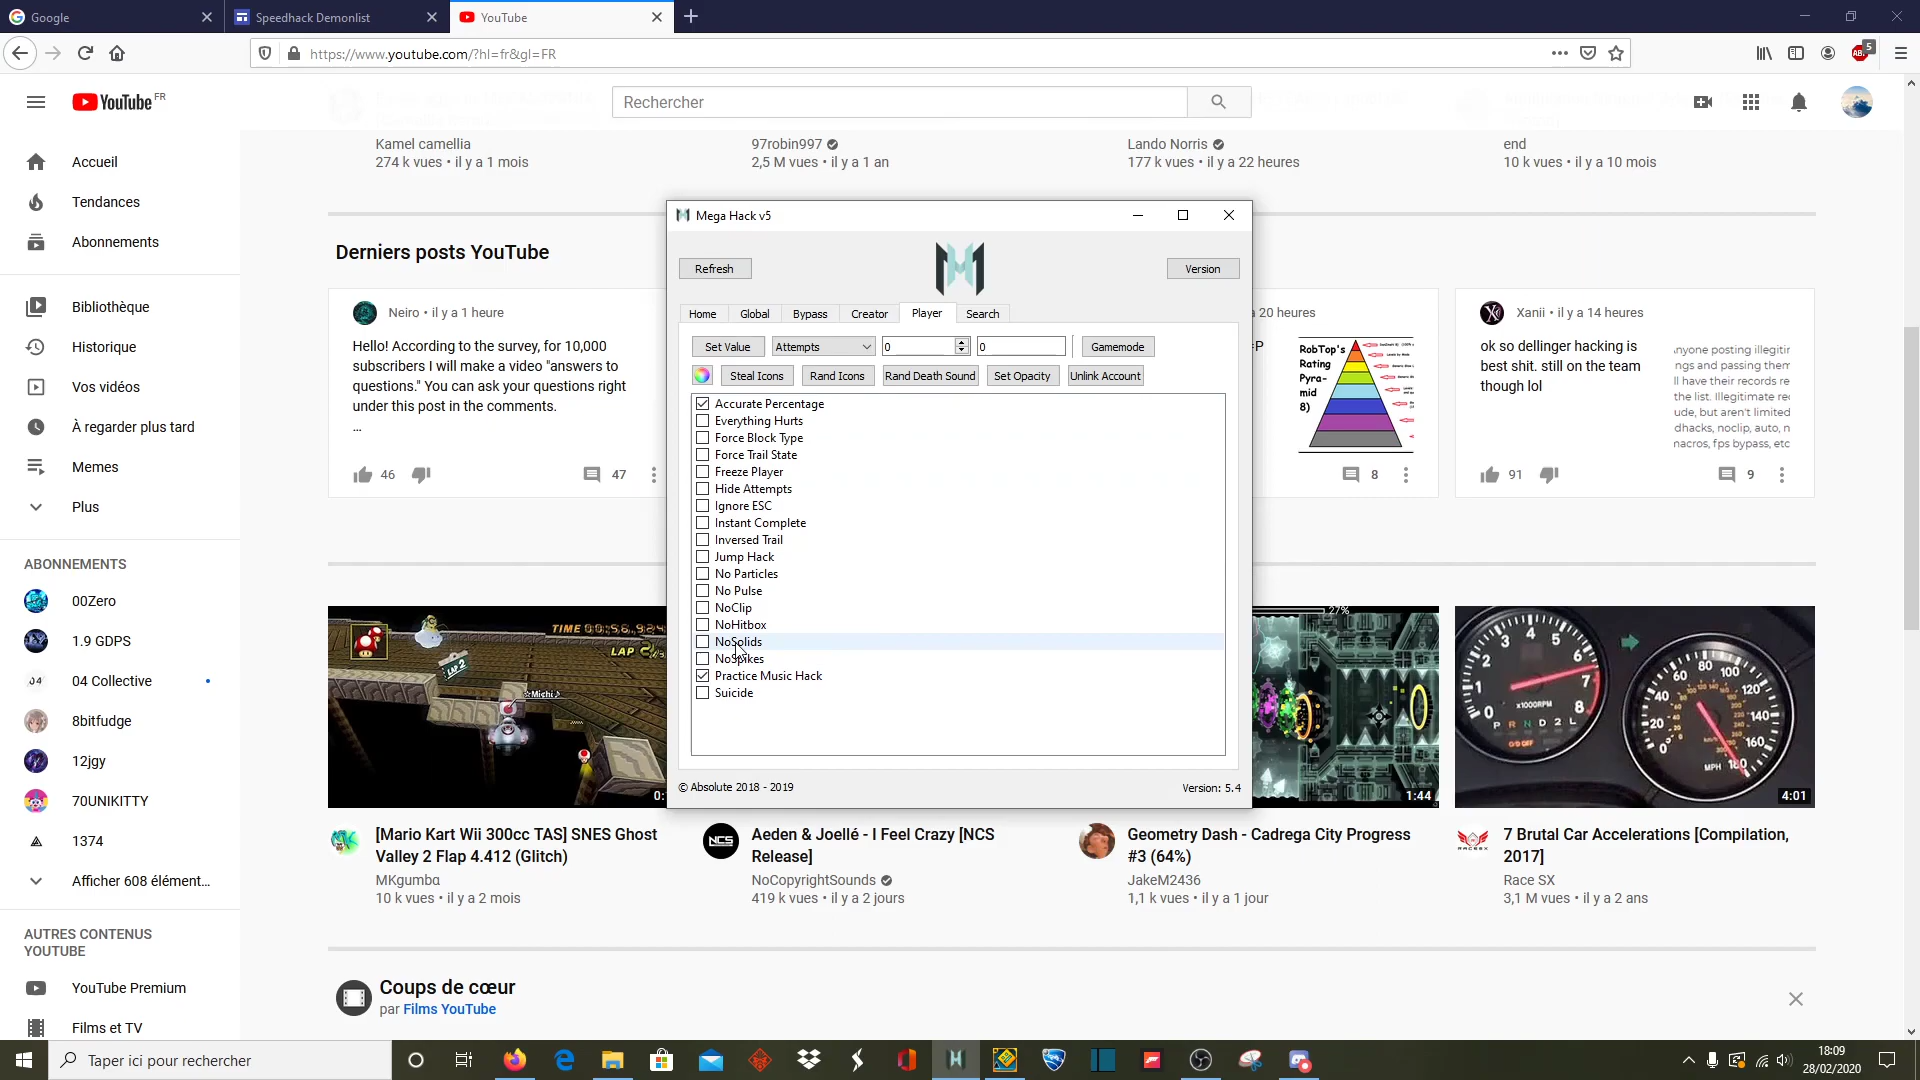 Google
Speedhack Demonlist
YouTube
https://www.youtube.com/?hl=fr&gl=FR
5
YouTube FR
Rechercher
Accueil
Tendances
Abonnements
Bibliothèque
Historique
Vos vidéos
À regarder plus tard
Memes
Plus
ABONNEMENTS
00Zero
1.9 GDPS
04 Collective
8bitfudge
12jgy
70UNIKITTY
1374
Afficher 608 élément...
AUTRES CONTENUS YOUTUBE
YouTube Premium
Films et TV
Kamel camellia
274 k vues • il y a 1 mois
97robin997
2,5 M vues • il y a 1 an
Lando Norris
177 k vues • il y a 22 heures
end
10 k vues • il y a 10 mois
Derniers posts YouTube
Neiro • il y a 1 heure
Hello! According to the survey, for 10,000
subscribers I will make a video "answers to
questions." You can ask your questions right
under this post in the comments.
...
46
47
a 20 heures
RobTop's
Rating
Pyra-
mid
8)
8
Xanii • il y a 14 heures
ok so dellinger hacking is
best shit. still on the team
though lol
91
9
Mega Hack v5
Refresh
Version
Home
Global
Bypass
Creator
Player
Search
Set Value
Attempts
0
0
Gamemode
Steal Icons
Rand Icons
Rand Death Sound
Set Opacity
Unlink Account
Accurate Percentage
Everything Hurts
Force Block Type
Force Trail State
Freeze Player
Hide Attempts
Ignore ESC
Instant Complete
Inversed Trail
Jump Hack
No Particles
No Pulse
NoClip
NoHitbox
NoSolids
NoSpikes
Practice Music Hack
Suicide
© Absolute 2018 - 2019
Version: 5.4
LAP 2
☆Michi♪
27%
1:44
4:01
[Mario Kart Wii 300cc TAS] SNES Ghost
Valley 2 Flap 4.412 (Glitch)
MKgumbα
10 k vues • il y a 2 mois
Aeden & Joellé - I Feel Crazy [NCS
Release]
NoCopyrightSounds
419 k vues • il y a 2 jours
Geometry Dash - Cadrega City Progress
#3 (64%)
JakeM2436
1,1 k vues • il y a 1 jour
7 Brutal Car Accelerations [Compilation,
2017]
Race SX
3,1 M vues • il y a 2 ans
Coups de cœur
par Films YouTube
Taper ici pour rechercher
18:09
28/02/2020